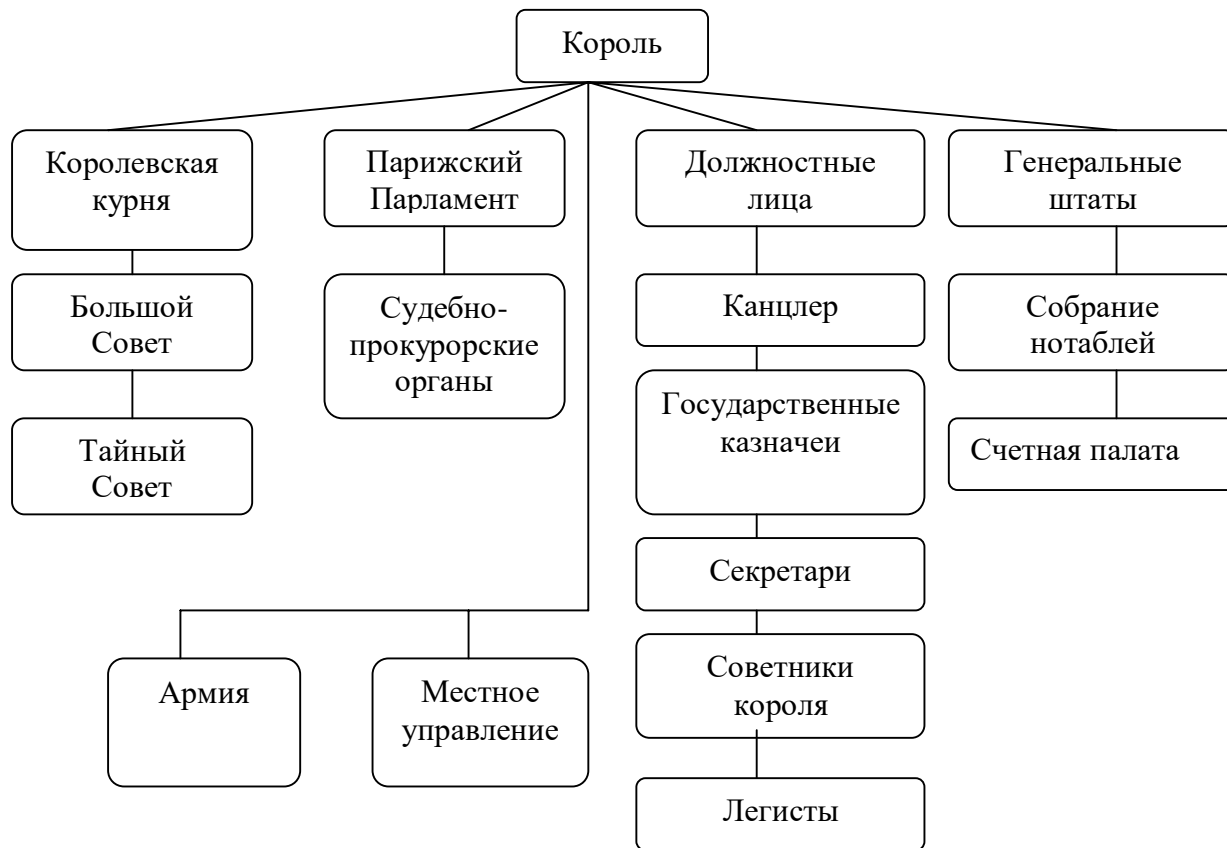 Король
Королевская
курня
Парижский
Парламент
Должностные
лица
Генеральные
штаты
Большой
Совет
Судебно-
прокурорские
органы
Канцлер
Собрание
нотаблей
Государственные
казначеи
Тайный
Совет
Счетная палата
Секретари
Армия
Местное
управление
Советники
короля
Легисты